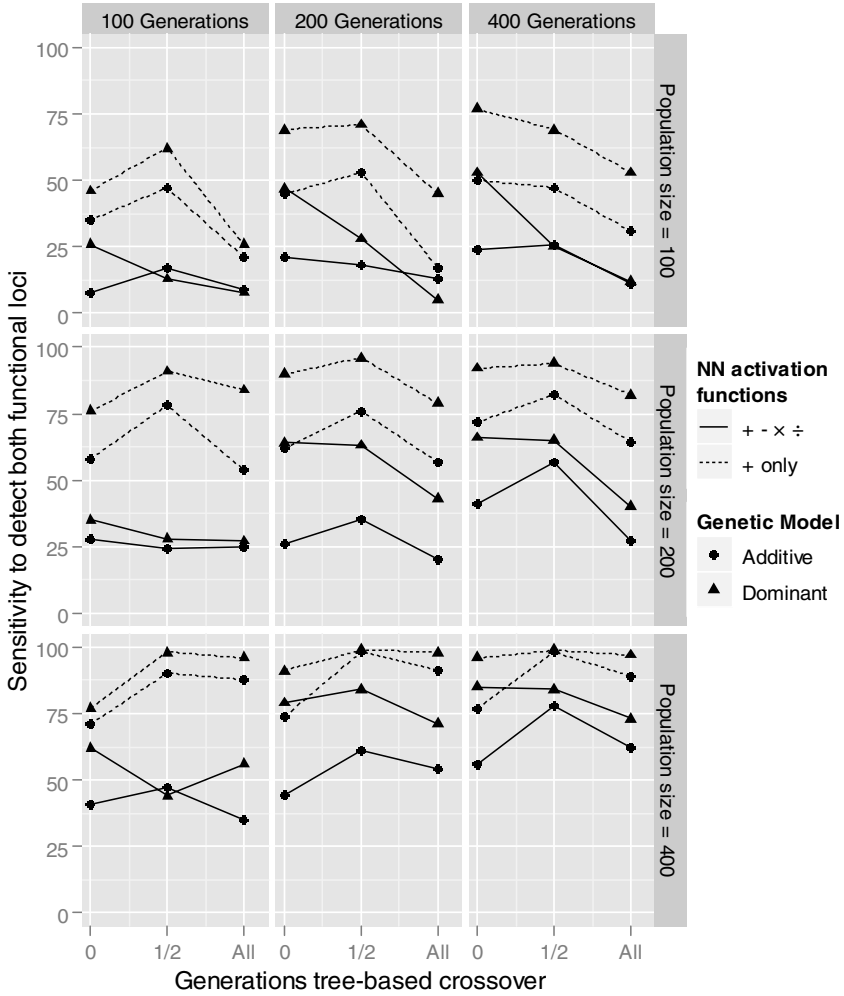 100 Generations
200 Generations
400 Generations
Sensitivity to detect both functional loci
100
75
50
25
0
Population size = 100
100
75
50
25
0
Population size = 200
100
75
50
25
0
Population size = 400
0
1/2
All
0
1/2
All
0
1/2
All
Generations tree-based crossover
NN activation
functions
+ - × ÷
+ only
Genetic Model
Additive
Dominant